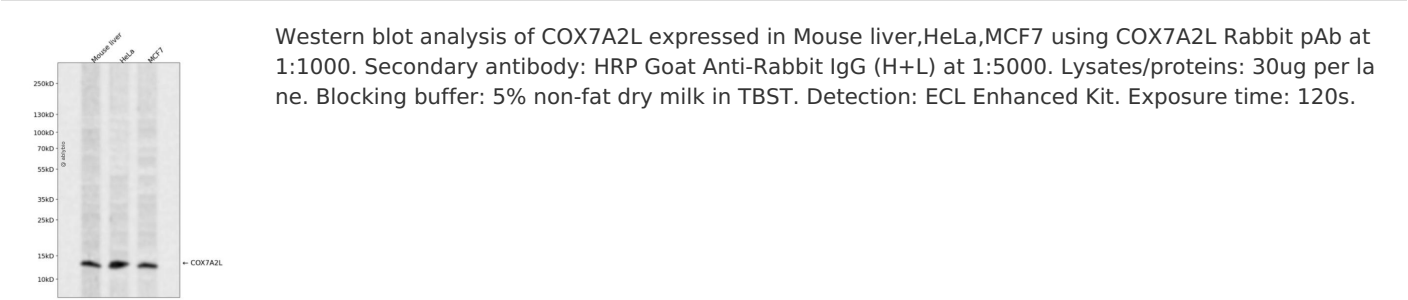 Mouse liver
HeLa
MCF7
250kD
130kD
100kD
70kD
55kD
35kD
25kD
15kD
10kD
@ ablybio
← COX7A2L
Western blot analysis of COX7A2L expressed in Mouse liver,HeLa,MCF7 using COX7A2L Rabbit pAb at
1:1000. Secondary antibody: HRP Goat Anti-Rabbit IgG (H+L) at 1:5000. Lysates/proteins: 30ug per la
ne. Blocking buffer: 5% non-fat dry milk in TBST. Detection: ECL Enhanced Kit. Exposure time: 120s.